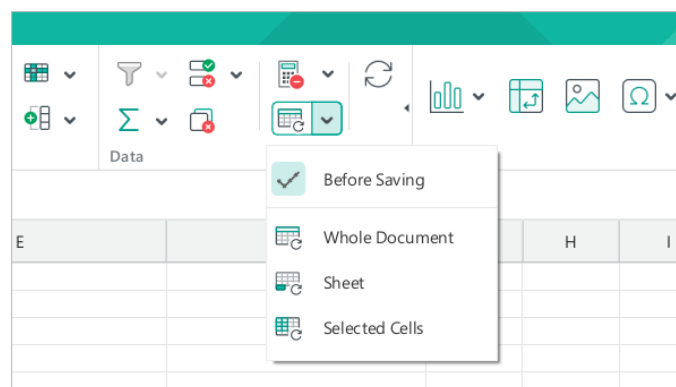 Data
Before Saving
Whole Document
Sheet
Selected Cells
E
H
I